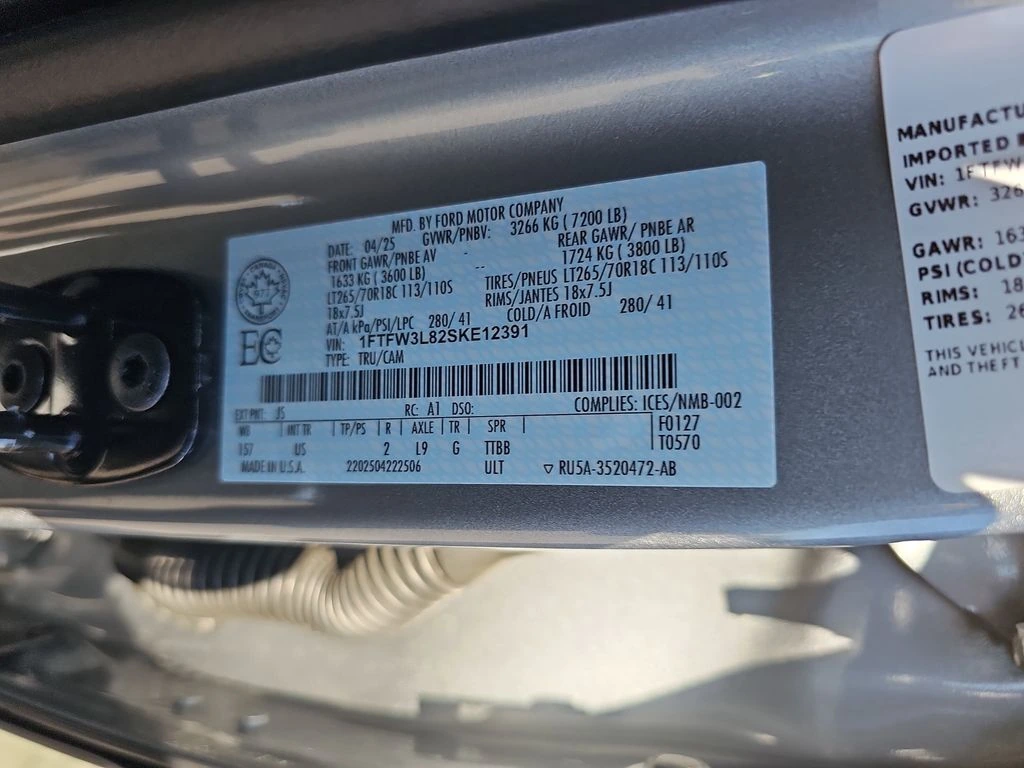 MFD. BY FORD MOTOR COMPANY
DATE: 04/25 GVWR/PNBV: 3266 KG ( 7200 LB)
FRONT GAWR/PNBE AV - REAR GAWR/ PNBE AR
1633 KG ( 3600 LB) -- 1724 KG ( 3800 LB)
LT265/70R18C 113/110S TIRES/PNEUS LT265/70R18C 113/110S
18x7.5J RIMS/JANTES 18x7.5J
AT/A kPa/PSI/LPC 280/ 41 COLD/A FROID 280/ 41
VIN: 1FTFW3L82SKE12391
TYPE: TRU/CAM
EC
EXT PNT: JS RC: A1 DSO: COMPLIES: ICES/NMB-002
WB INT TR TP/PS R AXLE TR SPR F0127
157 US 2 L9 G TTBB T0570
MADE IN U.S.A. 2202504222506 ULT ▽ RU5A-3520472-AB
MANUFACTU
IMPORTED
VIN: 1FTFW
GVWR: 326
GAWR: 163
PSI (COLD)
RIMS: 18
TIRES: 26
THIS VEHICL
AND THEFT